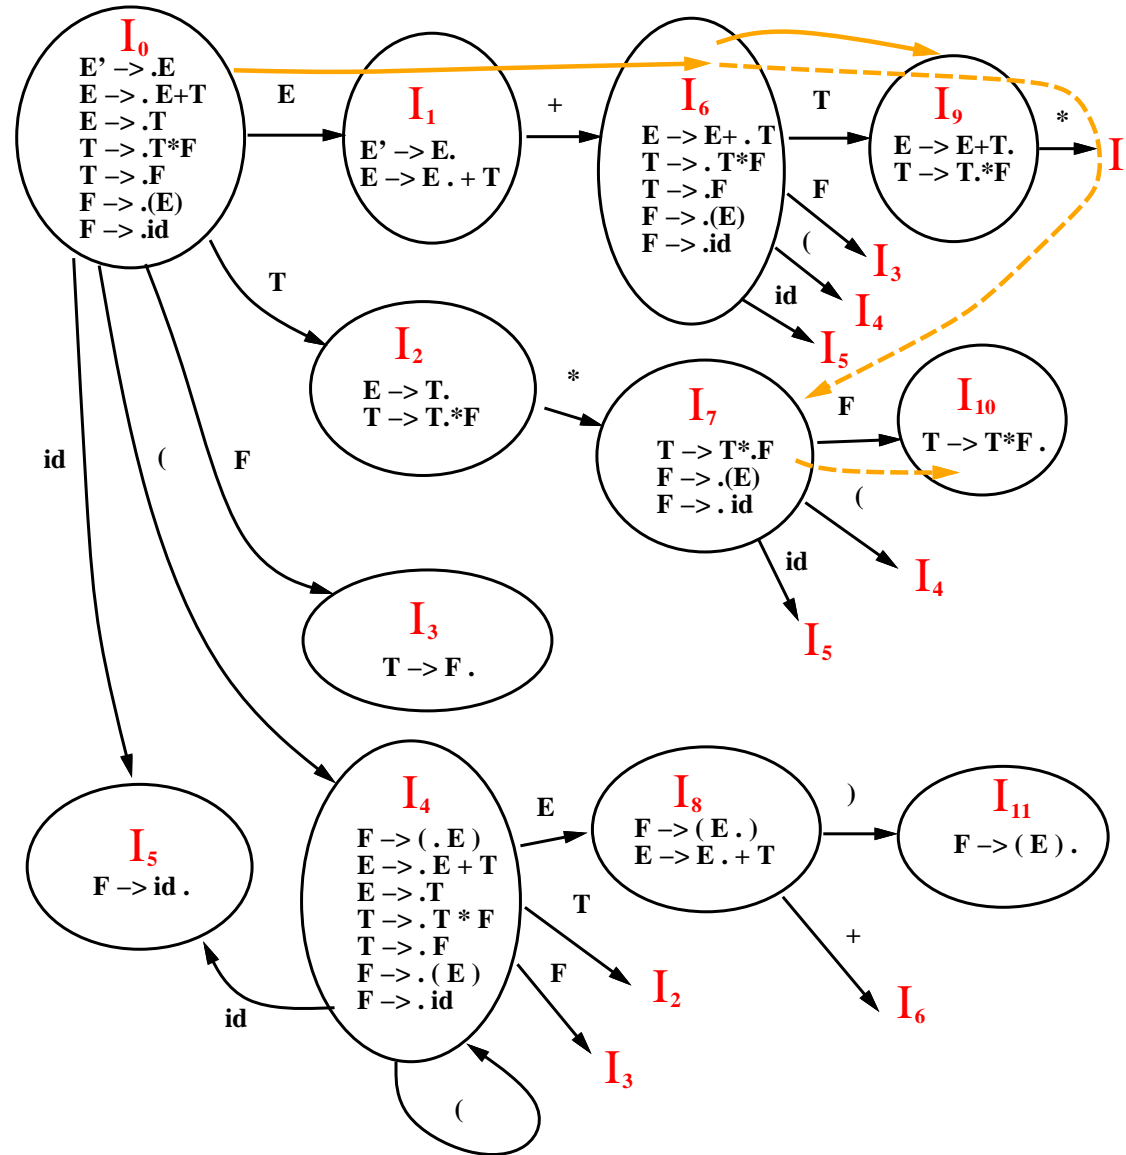 I0
E' –> .E
E –> . E+T
E –> .T
T –> .T*F
T –> .F
F –> .(E)
F –> .id
E
I1
E' –> E.
E –> E . + T
+
I6
E –> E+ . T
T –> . T*F
T –> .F
F –> .(E)
F –> .id
T
I9
E –> E+T.
T –> T.*F
*
I
F
I3
(
I4
id
I5
T
I2
E –> T.
T –> T.*F
*
I7
T –> T*.F
F –> .(E)
F –> . id
F
I10
T –> T*F .
(
I4
id
I5
id
(
F
I3
T –> F .
I5
F –> id .
I4
F –> ( . E )
E –> . E + T
E –> .T
T –> . T * F
T –> . F
F –> . ( E )
F –> . id
E
I8
F –> ( E . )
E –> E . + T
)
I11
F –> ( E ) .
T
I2
+
I6
F
I3
id
(